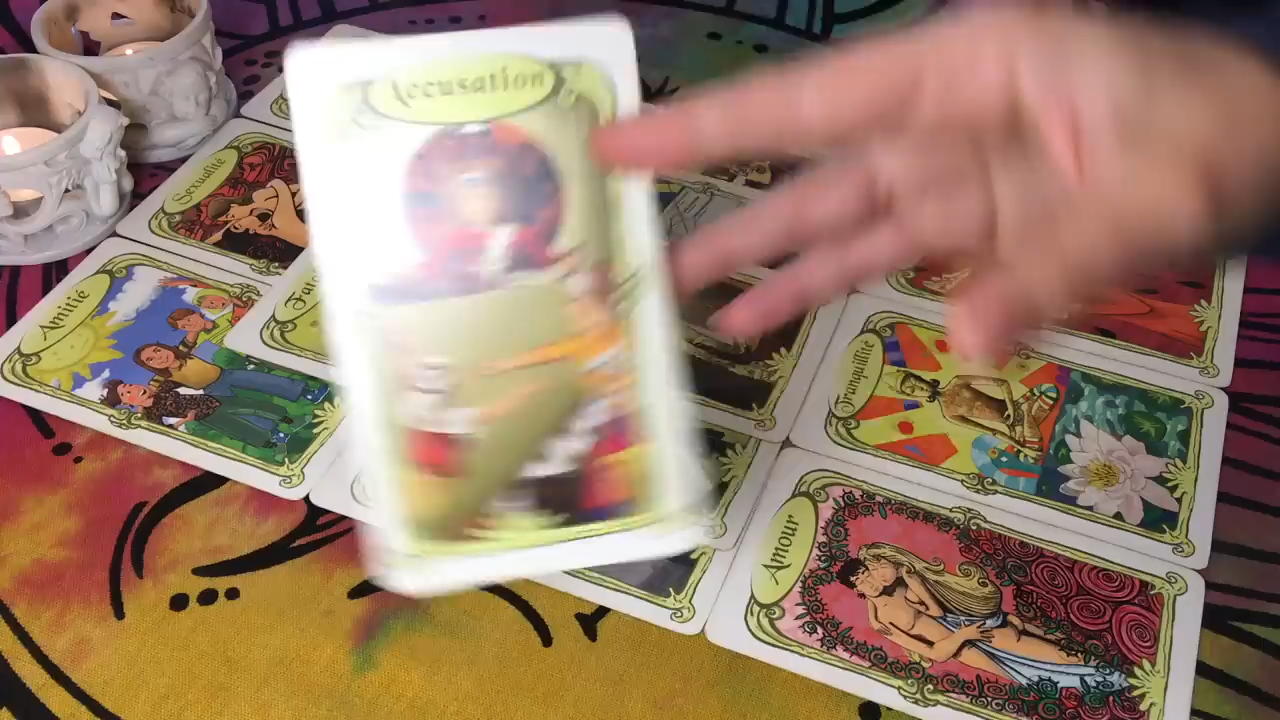 Accusation
Sexualité
Amitié
Tranquillité
Amour